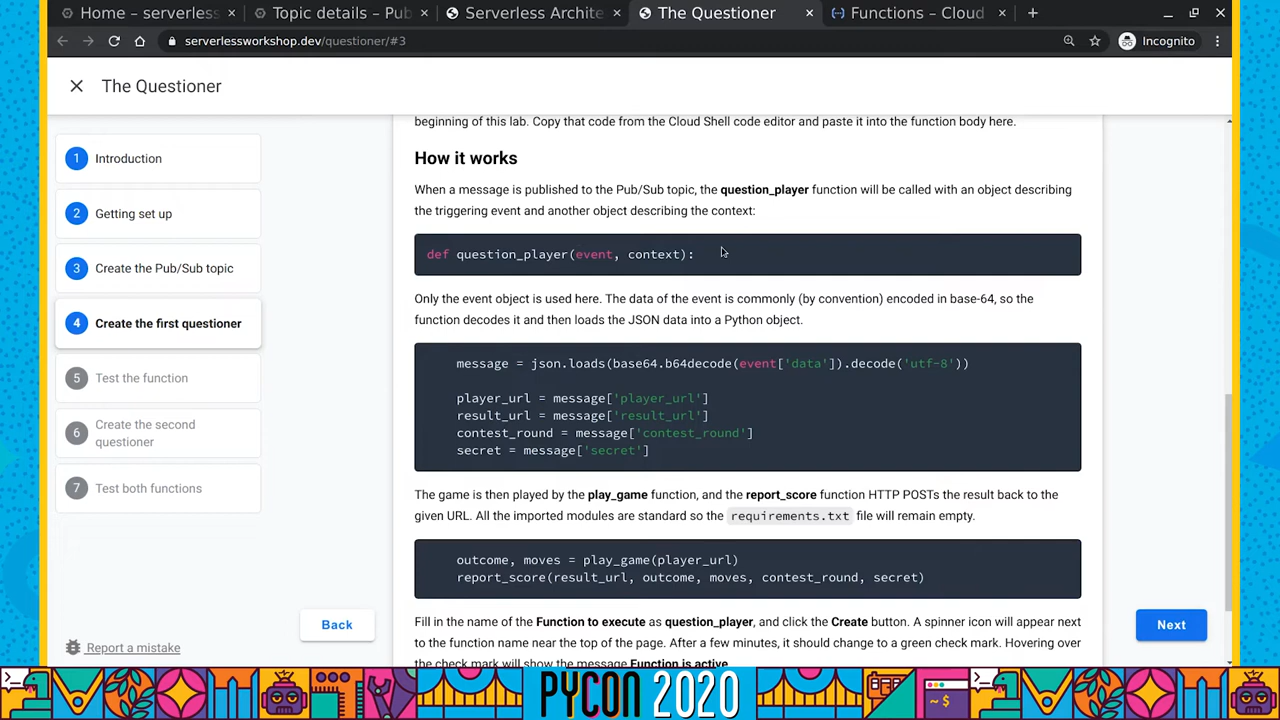 Home – serverless
Topic details – Pub
Serverless Archite
The Questioner
Functions – Cloud
serverlessworkshop.dev/questioner/#3
Incognito
The Questioner
1 Introduction
2 Getting set up
3 Create the Pub/Sub topic
4 Create the first questioner
5 Test the function
6 Create the second
questioner
7 Test both functions
Report a mistake
beginning of this lab. Copy that code from the Cloud Shell code editor and paste it into the function body here.
How it works
When a message is published to the Pub/Sub topic, the question_player function will be called with an object describing
the triggering event and another object describing the context:
def question_player(event, context):
Only the event object is used here. The data of the event is commonly (by convention) encoded in base-64, so the
function decodes it and then loads the JSON data into a Python object.
message = json.loads(base64.b64decode(event['data']).decode('utf-8'))
player_url = message['player_url']
result_url = message['result_url']
contest_round = message['contest_round']
secret = message['secret']
The game is then played by the play_game function, and the report_score function HTTP POSTs the result back to the
given URL. All the imported modules are standard so the requirements.txt file will remain empty.
outcome, moves = play_game(player_url)
report_score(result_url, outcome, moves, contest_round, secret)
Fill in the name of the Function to execute as question_player, and click the Create button. A spinner icon will appear next
to the function name near the top of the page. After a few minutes, it should change to a green check mark. Hovering over
the check mark will show the message Function is active
Back
Next
PYCON 2020
~$